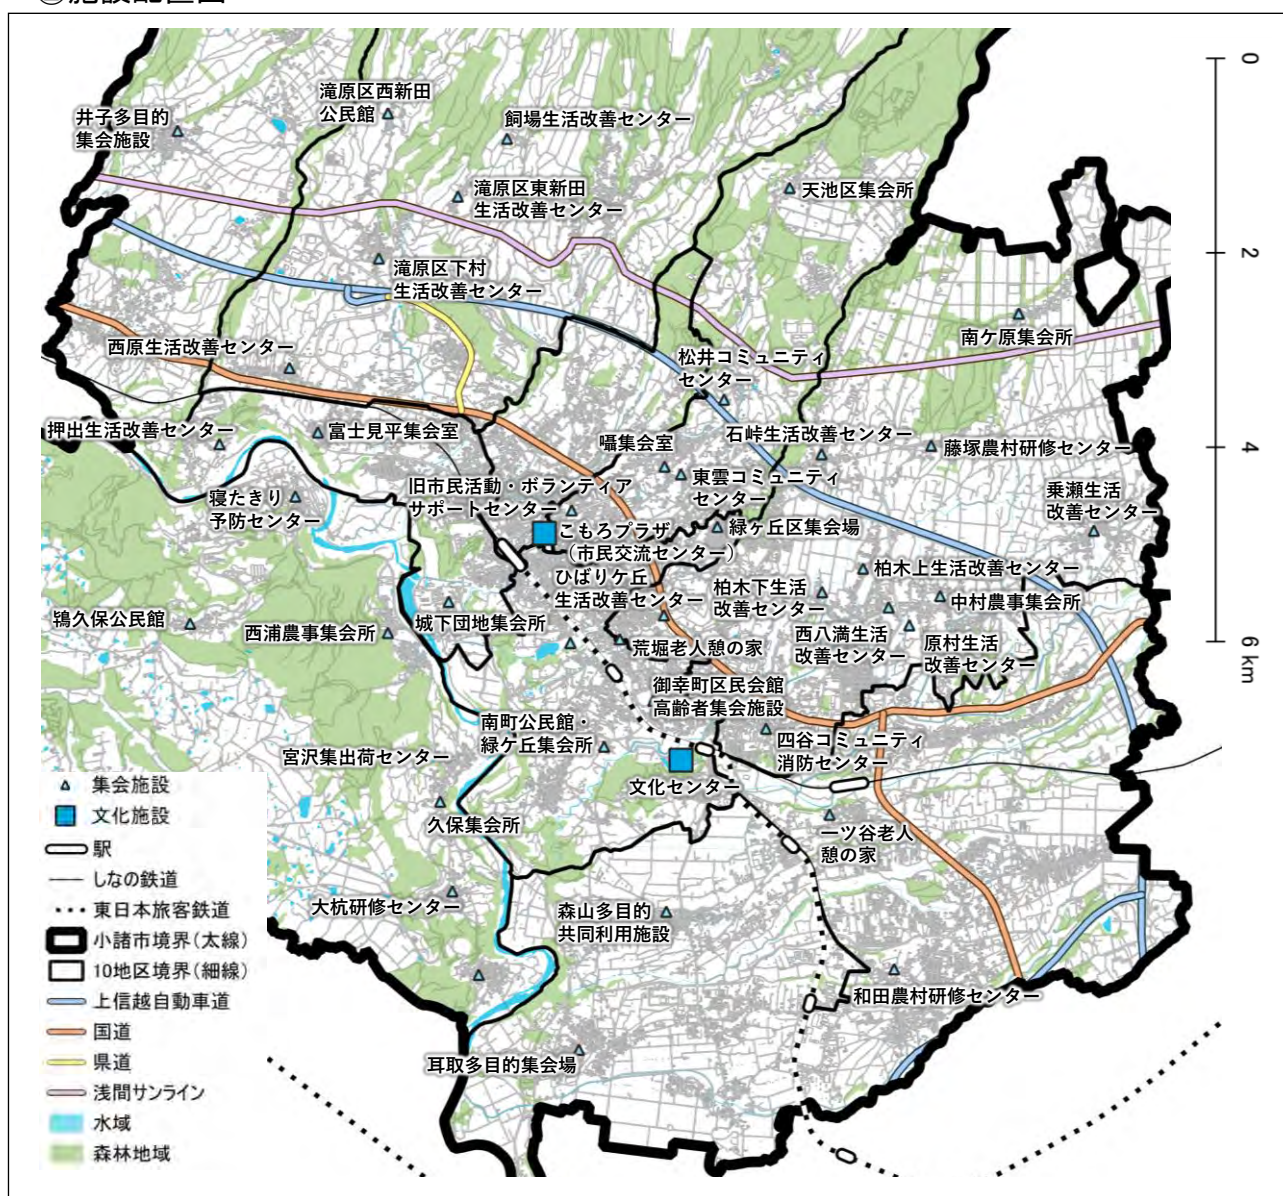 井子多目的
集会施設
滝原区西新田
公民館
飼場生活改善センター
滝原区東新田
生活改善センター
天池区集会所
滝原区下村
生活改善センター
南ケ原集会所
西原生活改善センター
松井コミュニティ
センター
押出生活改善センター
富士見平集会室
囁集会室
石峠生活改善センター
藤塚農村研修センター
東雲コミュニティ
センター
旧市民活動・ボランティア
サポートセンター
寝たきり
予防センター
乗瀬生活
改善センター
こもろプラザ
（市民交流センター）
緑ヶ丘区集会場
ひばりケ丘
生活改善センター
柏木上生活改善センター
柏木下生活
改善センター
中村農事集会所
鴇久保公民館
西浦農事集会所
城下団地集会所
荒堀老人憩の家
西八満生活
改善センター
原村生活
改善センター
御幸町区民会館
高齢者集会施設
南町公民館・
緑ケ丘集会所
四谷コミュニティ
消防センター
宮沢集出荷センター
文化センター
久保集会所
一ツ谷老人
憩の家
大杭研修センター
森山多目的
共同利用施設
和田農村研修センター
耳取多目的集会場
0
2
4
6 km
集会施設
文化施設
駅
しなの鉄道
東日本旅客鉄道
小諸市境界（太線）
10地区境界（細線）
上信越自動車道
国道
県道
浅間サンライン
水域
森林地域